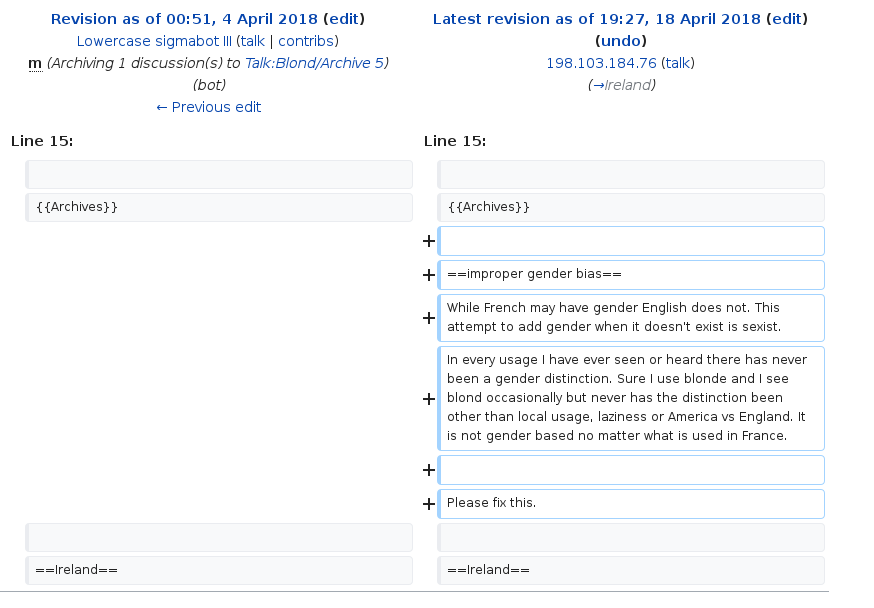 Revision as of 00:51, 4 April 2018 (edit)
Lowercase sigmabot III (talk | contribs)
m (Archiving 1 discussion(s) to Talk:Blond/Archive 5)
(bot)
← Previous edit
Latest revision as of 19:27, 18 April 2018 (edit)
(undo)
198.103.184.76 (talk)
(→Ireland)
Line 15:
Line 15:
{{Archives}}
{{Archives}}
+
+ ==improper gender bias==
+ While French may have gender English does not. This
attempt to add gender when it doesn't exist is sexist.
+ In every usage I have ever seen or heard there has never
been a gender distinction. Sure I use blonde and I see
blond occasionally but never has the distinction been
other than local usage, laziness or America vs England. It
is not gender based no matter what is used in France.
+
+ Please fix this.
==Ireland==
==Ireland==